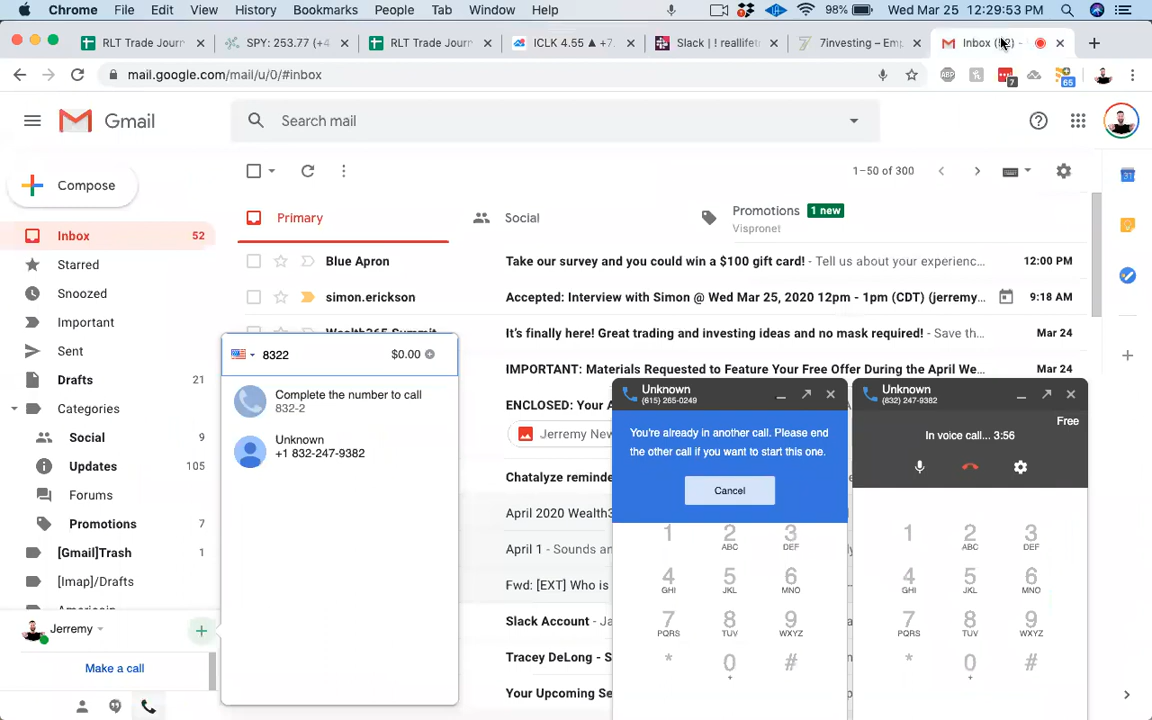 Chrome File Edit View History Bookmarks People Tab Window Help 98% Wed Mar 25 12:29:53 PM
RLT Trade Journ SPY: 253.77 (+4 RLT Trade Journ ICLK 4.55 ▲ +7. Slack | ! reallifet 7investing – Emp Inbox
mail.google.com/mail/u/0/#inbox 7 65
Gmail Search mail
Compose 1–50 of 300
Primary Social Promotions 1 new
Vispronet
Inbox 52
Starred
Snoozed
Important
Sent
Drafts 21
Categories
Social 9
Updates 105
Forums
Promotions 7
[Gmail]Trash 1
[Imap]/Drafts
Jerremy
Make a call
Blue Apron Take our survey and you could win a $100 gift card! - Tell us about your experienc… 12:00 PM
simon.erickson Accepted: Interview with Simon @ Wed Mar 25, 2020 12pm - 1pm (CDT) (jerremy… 9:18 AM
Wealth365 Summit It's finally here! Great trading and investing ideas and no mask required! - Save th… Mar 24
IMPORTANT: Materials Requested to Feature Your Free Offer During the April We… Mar 24
ENCLOSED: Your A
Jerremy New
Chatalyze reminde
April 2020 Wealth3
April 1 - Sounds an
Fwd: [EXT] Who is
Slack Account - Ja
Tracey DeLong - S
Your Upcoming Se
8322 $0.00
Complete the number to call
832-2
Unknown
+1 832-247-9382
Unknown
(615) 265-0249
You're already in another call. Please end
the other call if you want to start this one.
Cancel
1 2 ABC 3 DEF
4 GHI 5 JKL 6 MNO
7 PQRS 8 TUV 9 WXYZ
* 0 + #
Unknown
(832) 247-9382
Free
In voice call... 3:56
1 2 ABC 3 DEF
4 GHI 5 JKL 6 MNO
7 PQRS 8 TUV 9 WXYZ
* 0 + #